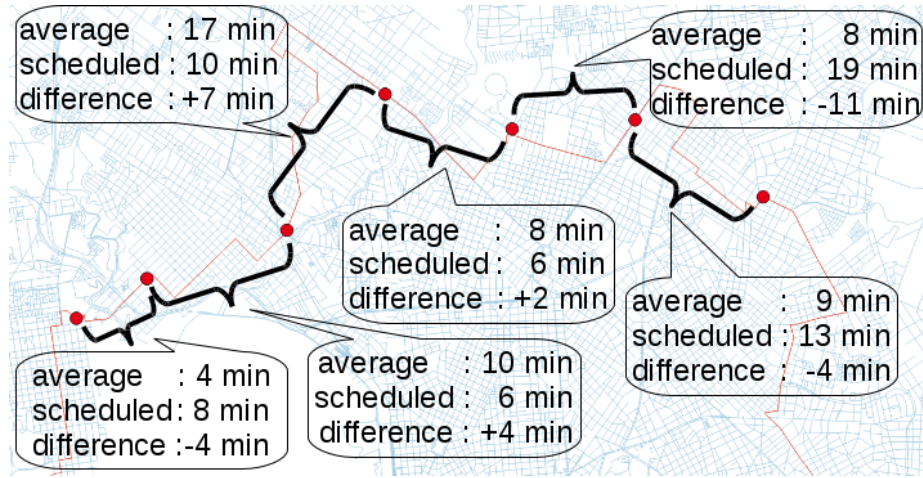 average : 17 min
scheduled : 10 min
difference : +7 min
average : 8 min
scheduled : 19 min
difference : -11 min
average : 8 min
scheduled : 6 min
difference : +2 min
average : 9 min
scheduled : 13 min
difference : -4 min
average : 4 min
scheduled: 8 min
difference :-4 min
average : 10 min
scheduled : 6 min
difference : +4 min